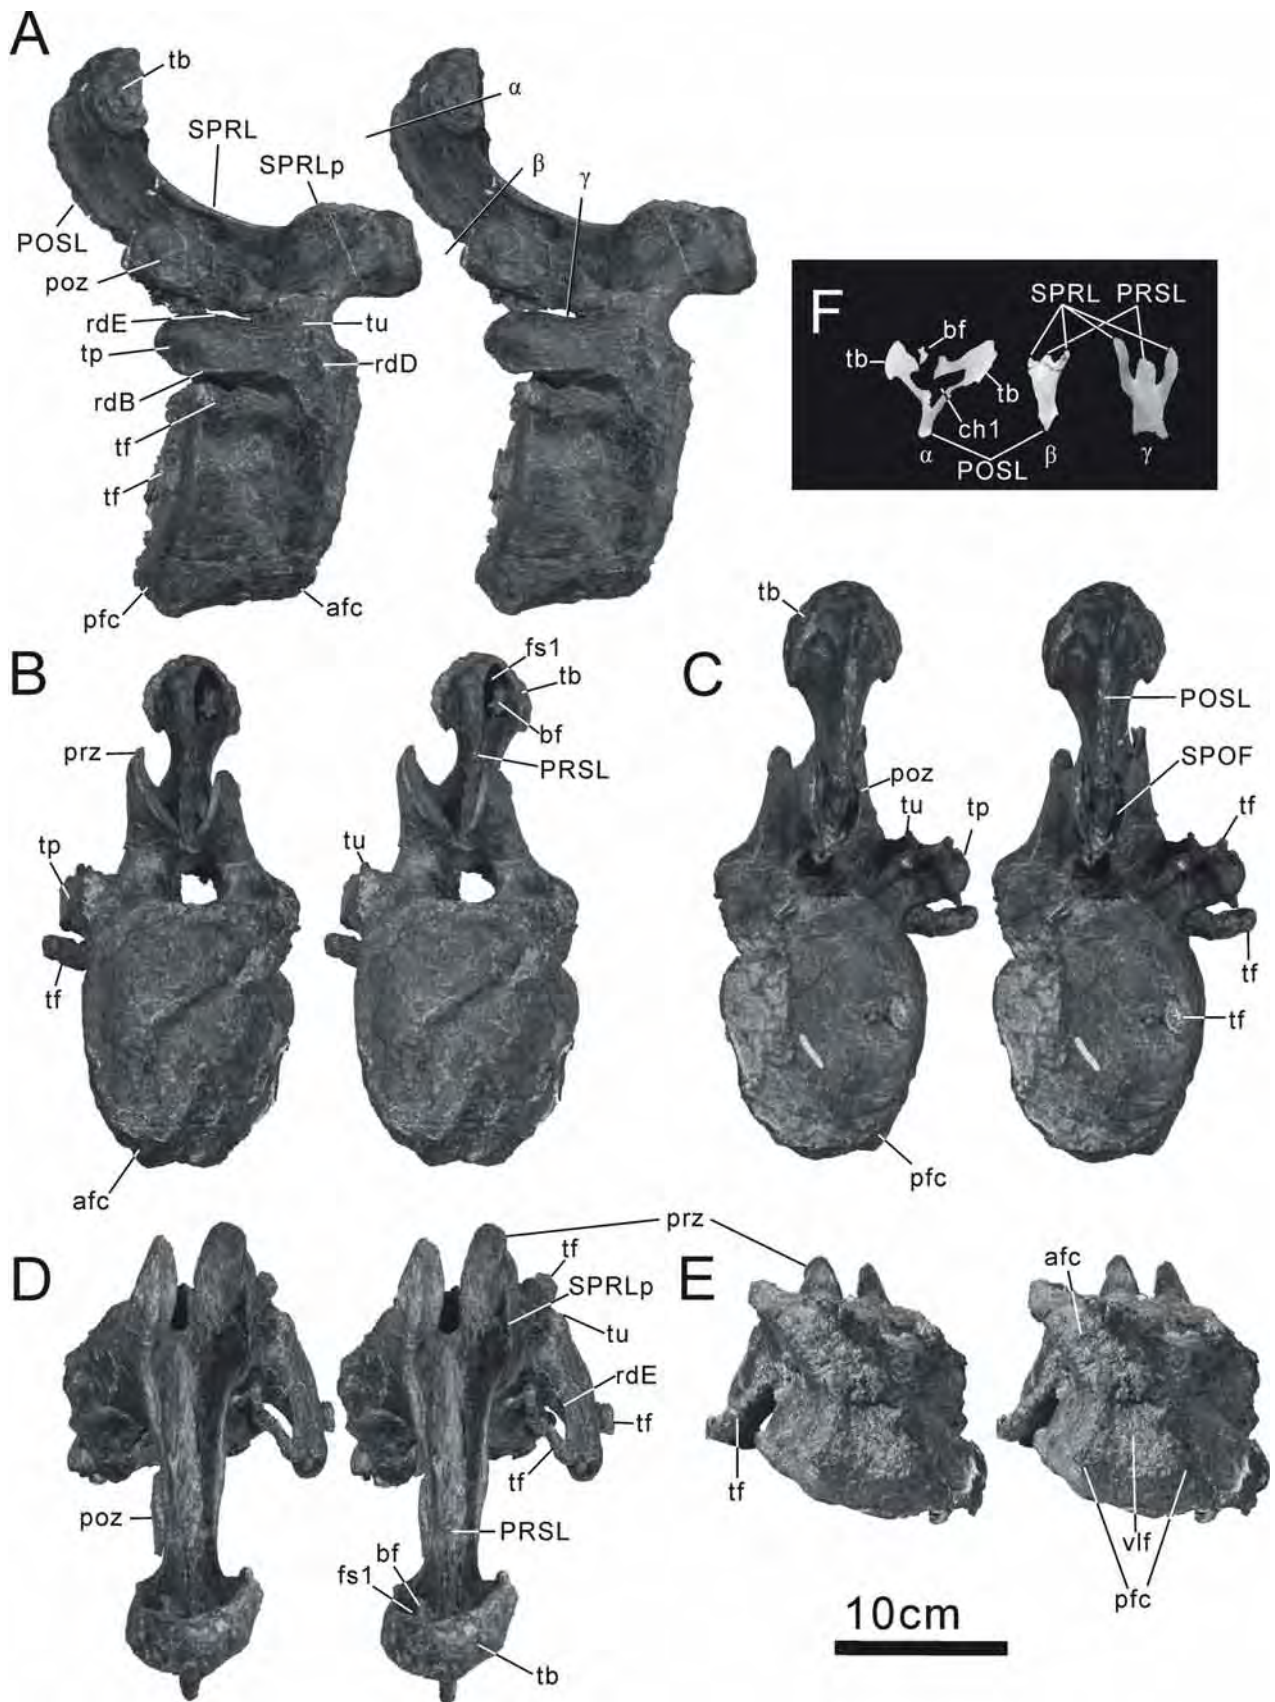 A
tb
α
SPRL
SPRLp
β
γ
POSL
poz
rdE
tu
tp
rdD
rdB
tf
tf
pfc
afc
F
SPRL PRSL
bf
tb
tb
ch1
α
POSL
β
γ
B
fs1
tb
bf
prz
PRSL
tp
tu
tf
afc
C
tb
POSL
SPOF
poz
tu
tp
tf
tf
tf
pfc
D
prz
tf
SPRLp
tu
rdE
tf
tf
poz
PRSL
bf
fs1
tb
E
afc
tf
vlf
pfc
10cm